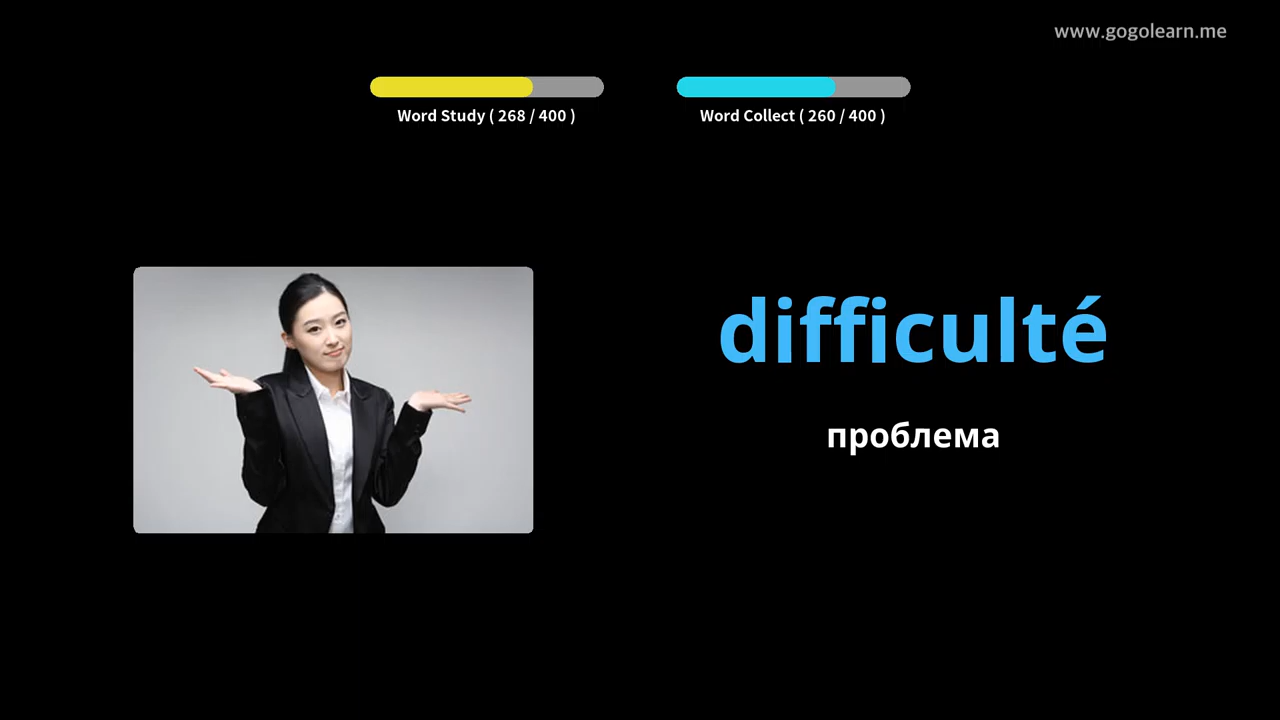 www.gogolearn.me
Word Study ( 268 / 400 )
Word Collect ( 260 / 400 )
difficulté
проблема